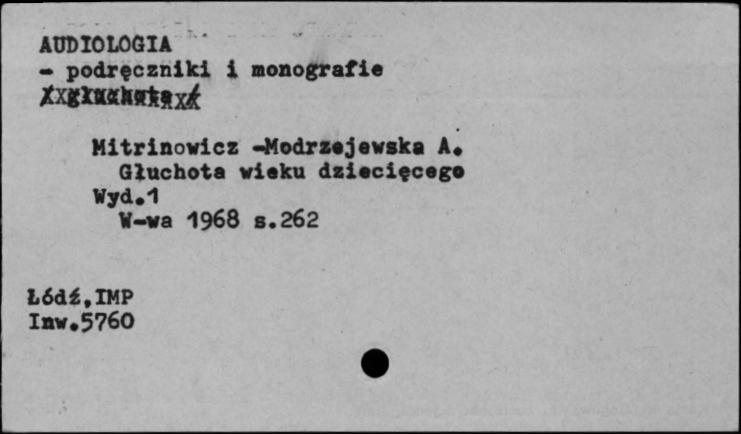 AUDIOLOGIA
- podręczniki i monografie
Mitrinowicz -Modrzejewska A.
Głuchota wieku dziecięcego
Wyd.1
W-wa 1968 s.262
Łódź,IMP
Inw.5760